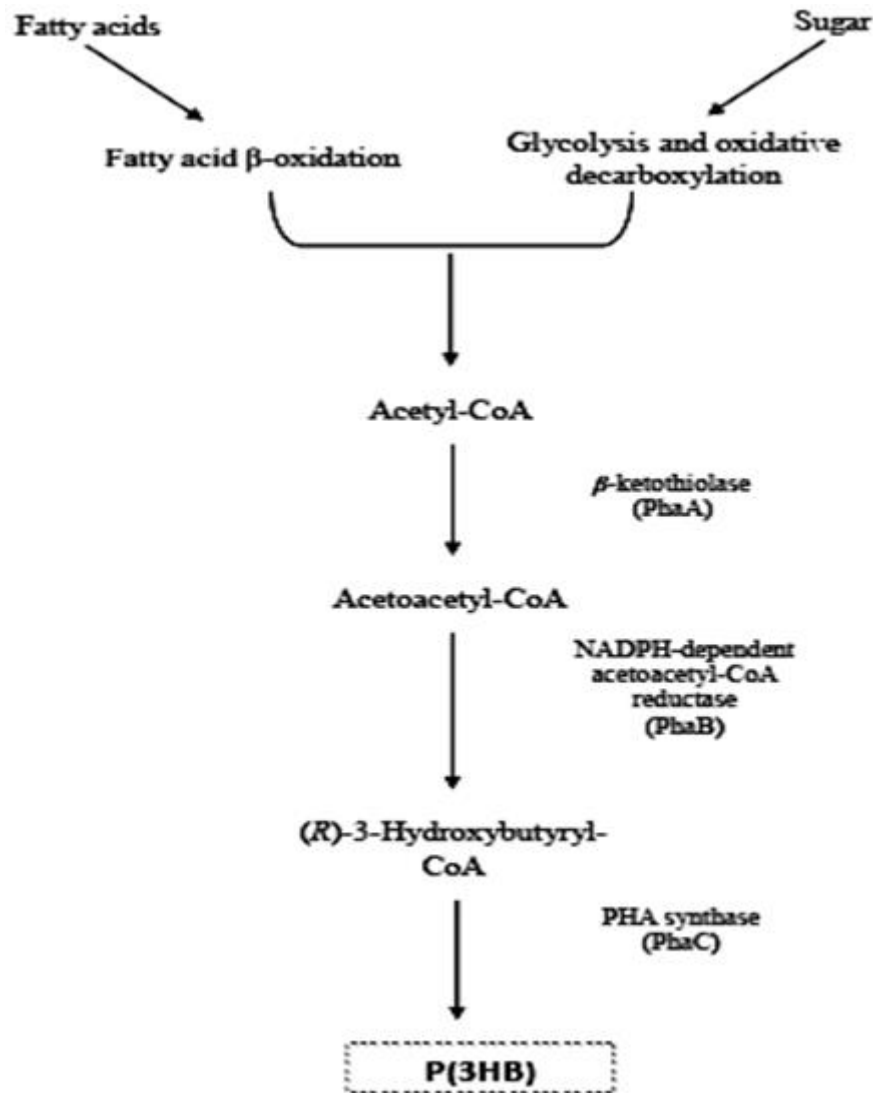 Fatty acids
Sugar
Fatty acid β-oxidation
Glycolysis and oxidative
decarboxylation
Acetyl-CoA
β-ketothiolase
(PhaA)
Acetoacetyl-CoA
NADPH-dependent
acetoacetyl-CoA
reductase
(PhaB)
(R)-3-Hydroxybutyryl-
CoA
PHA synthase
(PhaC)
P(3HB)